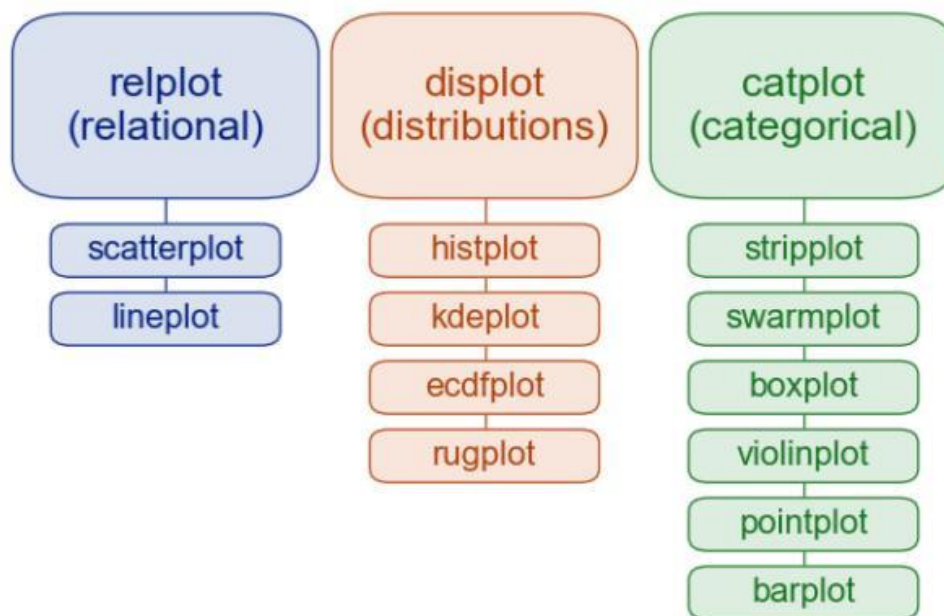 relplot
(relational)
scatterplot
lineplot
displot
(distributions)
histplot
kdeplot
ecdfplot
rugplot
catplot
(categorical)
stripplot
swarmplot
boxplot
violinplot
pointplot
barplot